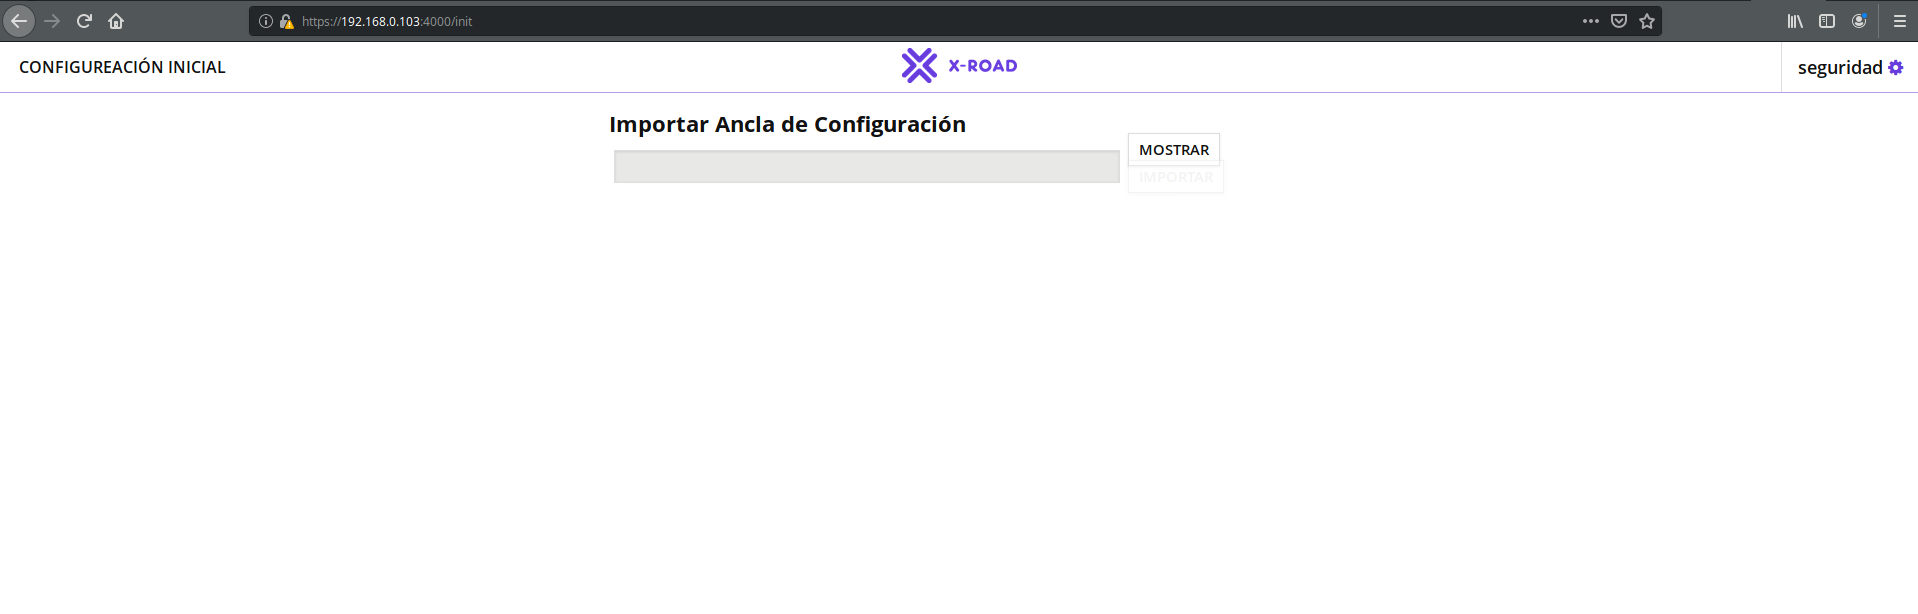 https://192.168.0.103:4000/init
CONFIGUREACIÓN INICIAL
X-ROAD
seguridad
Importar Ancla de Configuración
MOSTRAR
IMPORTAR